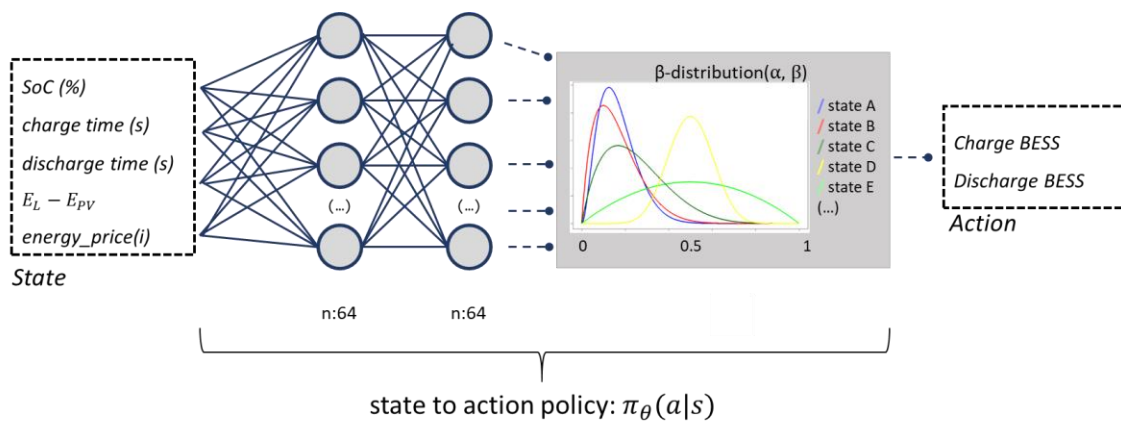 SoC (%)
charge time (s)
discharge time (s)
E_L − E_PV
energy_price(i)
State
(...)
(...)
n:64
n:64
β-distribution(α, β)
state A
state B
state C
state D
state E
(...)
0
0.5
1
Charge BESS
Discharge BESS
Action
state to action policy: π_θ(a|s)